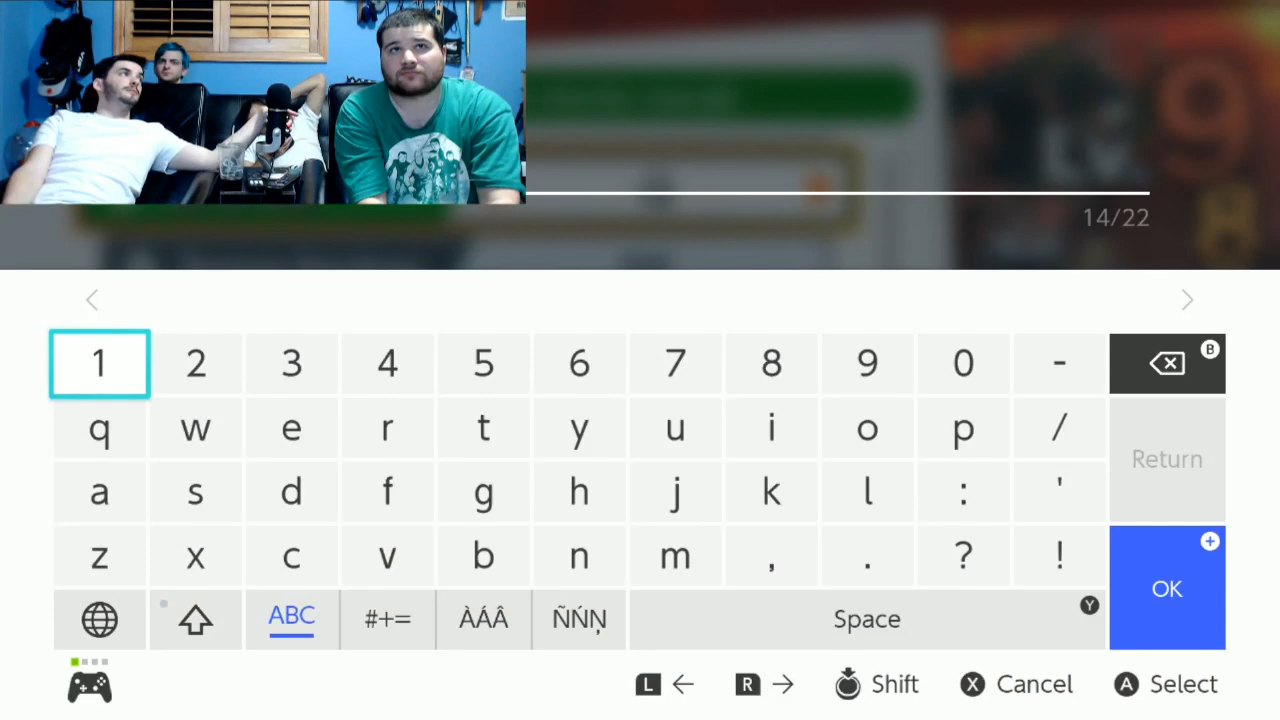 14/22
1 2 3 4 5 6 7 8 9 0 - B
q w e r t y u i o p /
Return
a s d f g h j k l : '
z x c v b n m , . ? ! +
OK
ABC #+= ÀÁÂ ÑŃŅ Space Y
L ← R → Shift X Cancel A Select